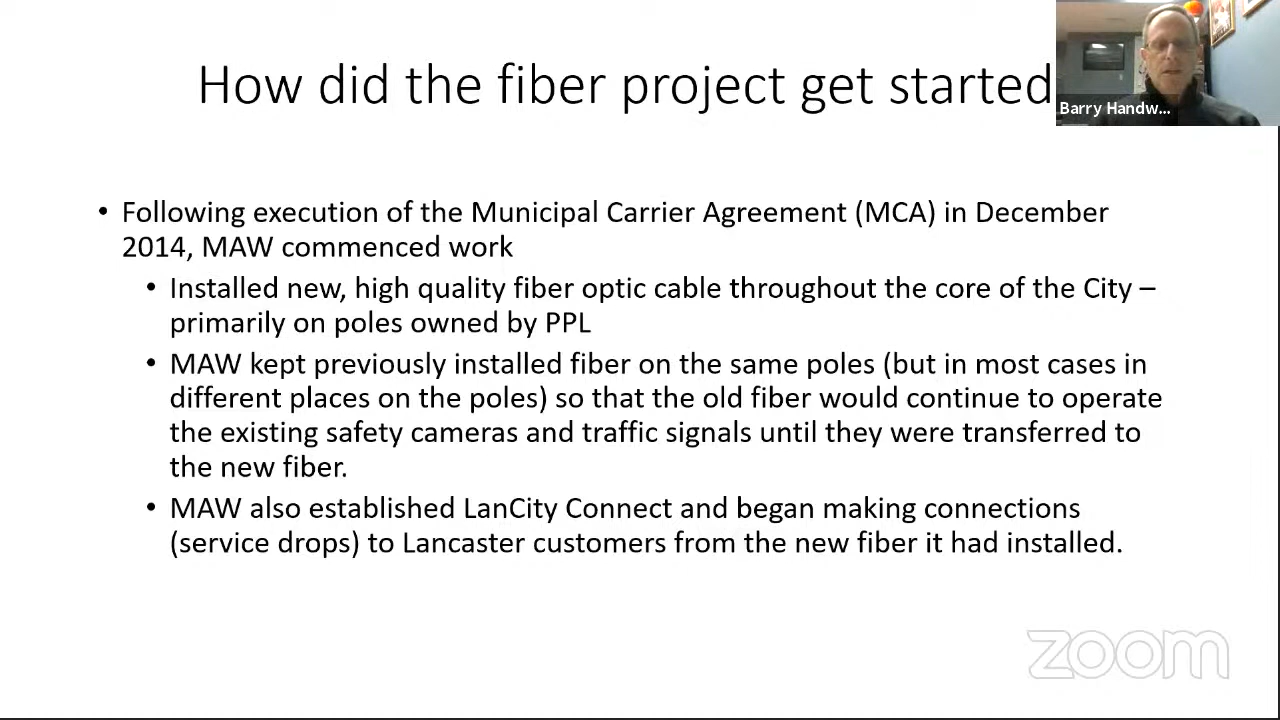 How did the fiber project get started
Barry Handw...
• Following execution of the Municipal Carrier Agreement (MCA) in December
2014, MAW commenced work
• Installed new, high quality fiber optic cable throughout the core of the City –
primarily on poles owned by PPL
• MAW kept previously installed fiber on the same poles (but in most cases in
different places on the poles) so that the old fiber would continue to operate
the existing safety cameras and traffic signals until they were transferred to
the new fiber.
• MAW also established LanCity Connect and began making connections
(service drops) to Lancaster customers from the new fiber it had installed.
zoom